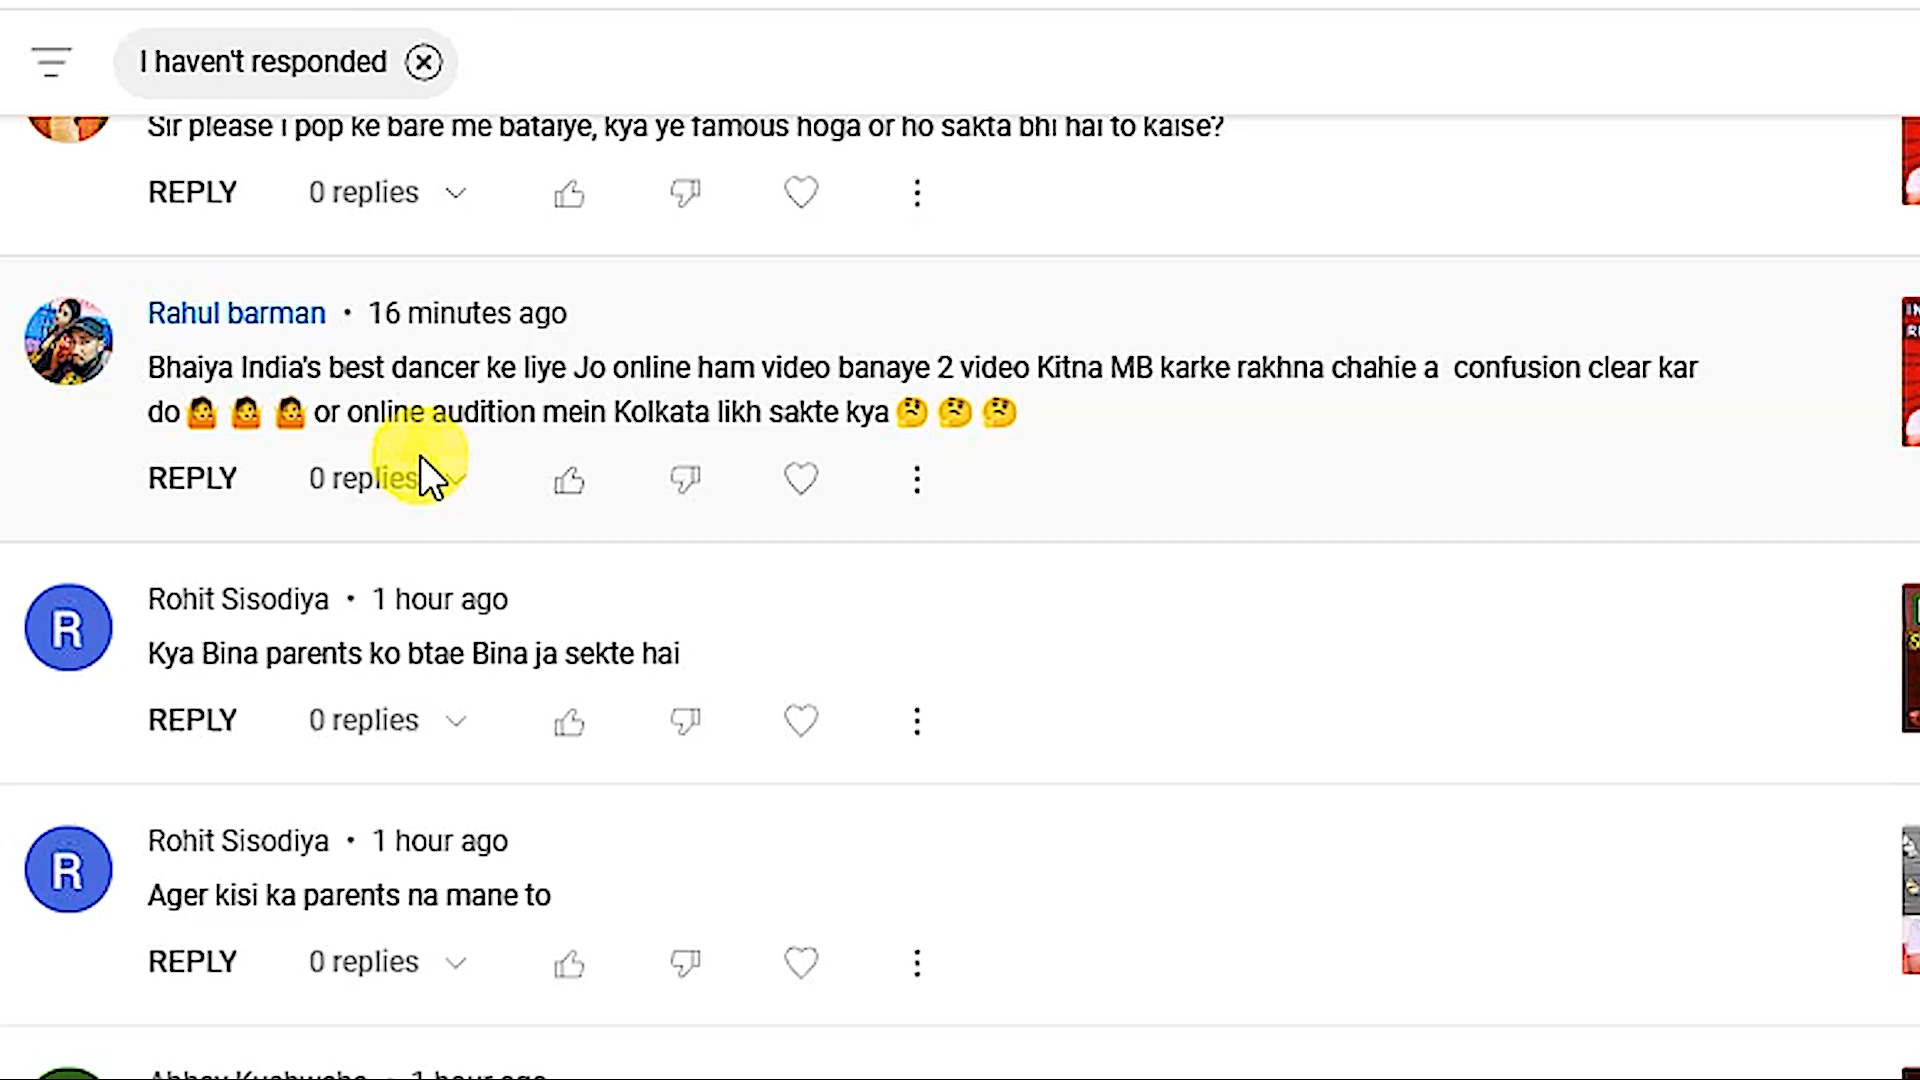 I haven't responded
Sir please i pop ke bare me bataiye, kya ye famous hoga or ho sakta bhi hai to kaise?
REPLY 0 replies
Rahul barman • 16 minutes ago
Bhaiya India's best dancer ke liye Jo online ham video banaye 2 video Kitna MB karke rakhna chahie a confusion clear kar
do🤷🤷🤷or online audition mein Kolkata likh sakte kya🤔🤔🤔
REPLY 0 replies
Rohit Sisodiya • 1 hour ago
Kya Bina parents ko btae Bina ja sekte hai
REPLY 0 replies
Rohit Sisodiya • 1 hour ago
Ager kisi ka parents na mane to
REPLY 0 replies
1 hour ago